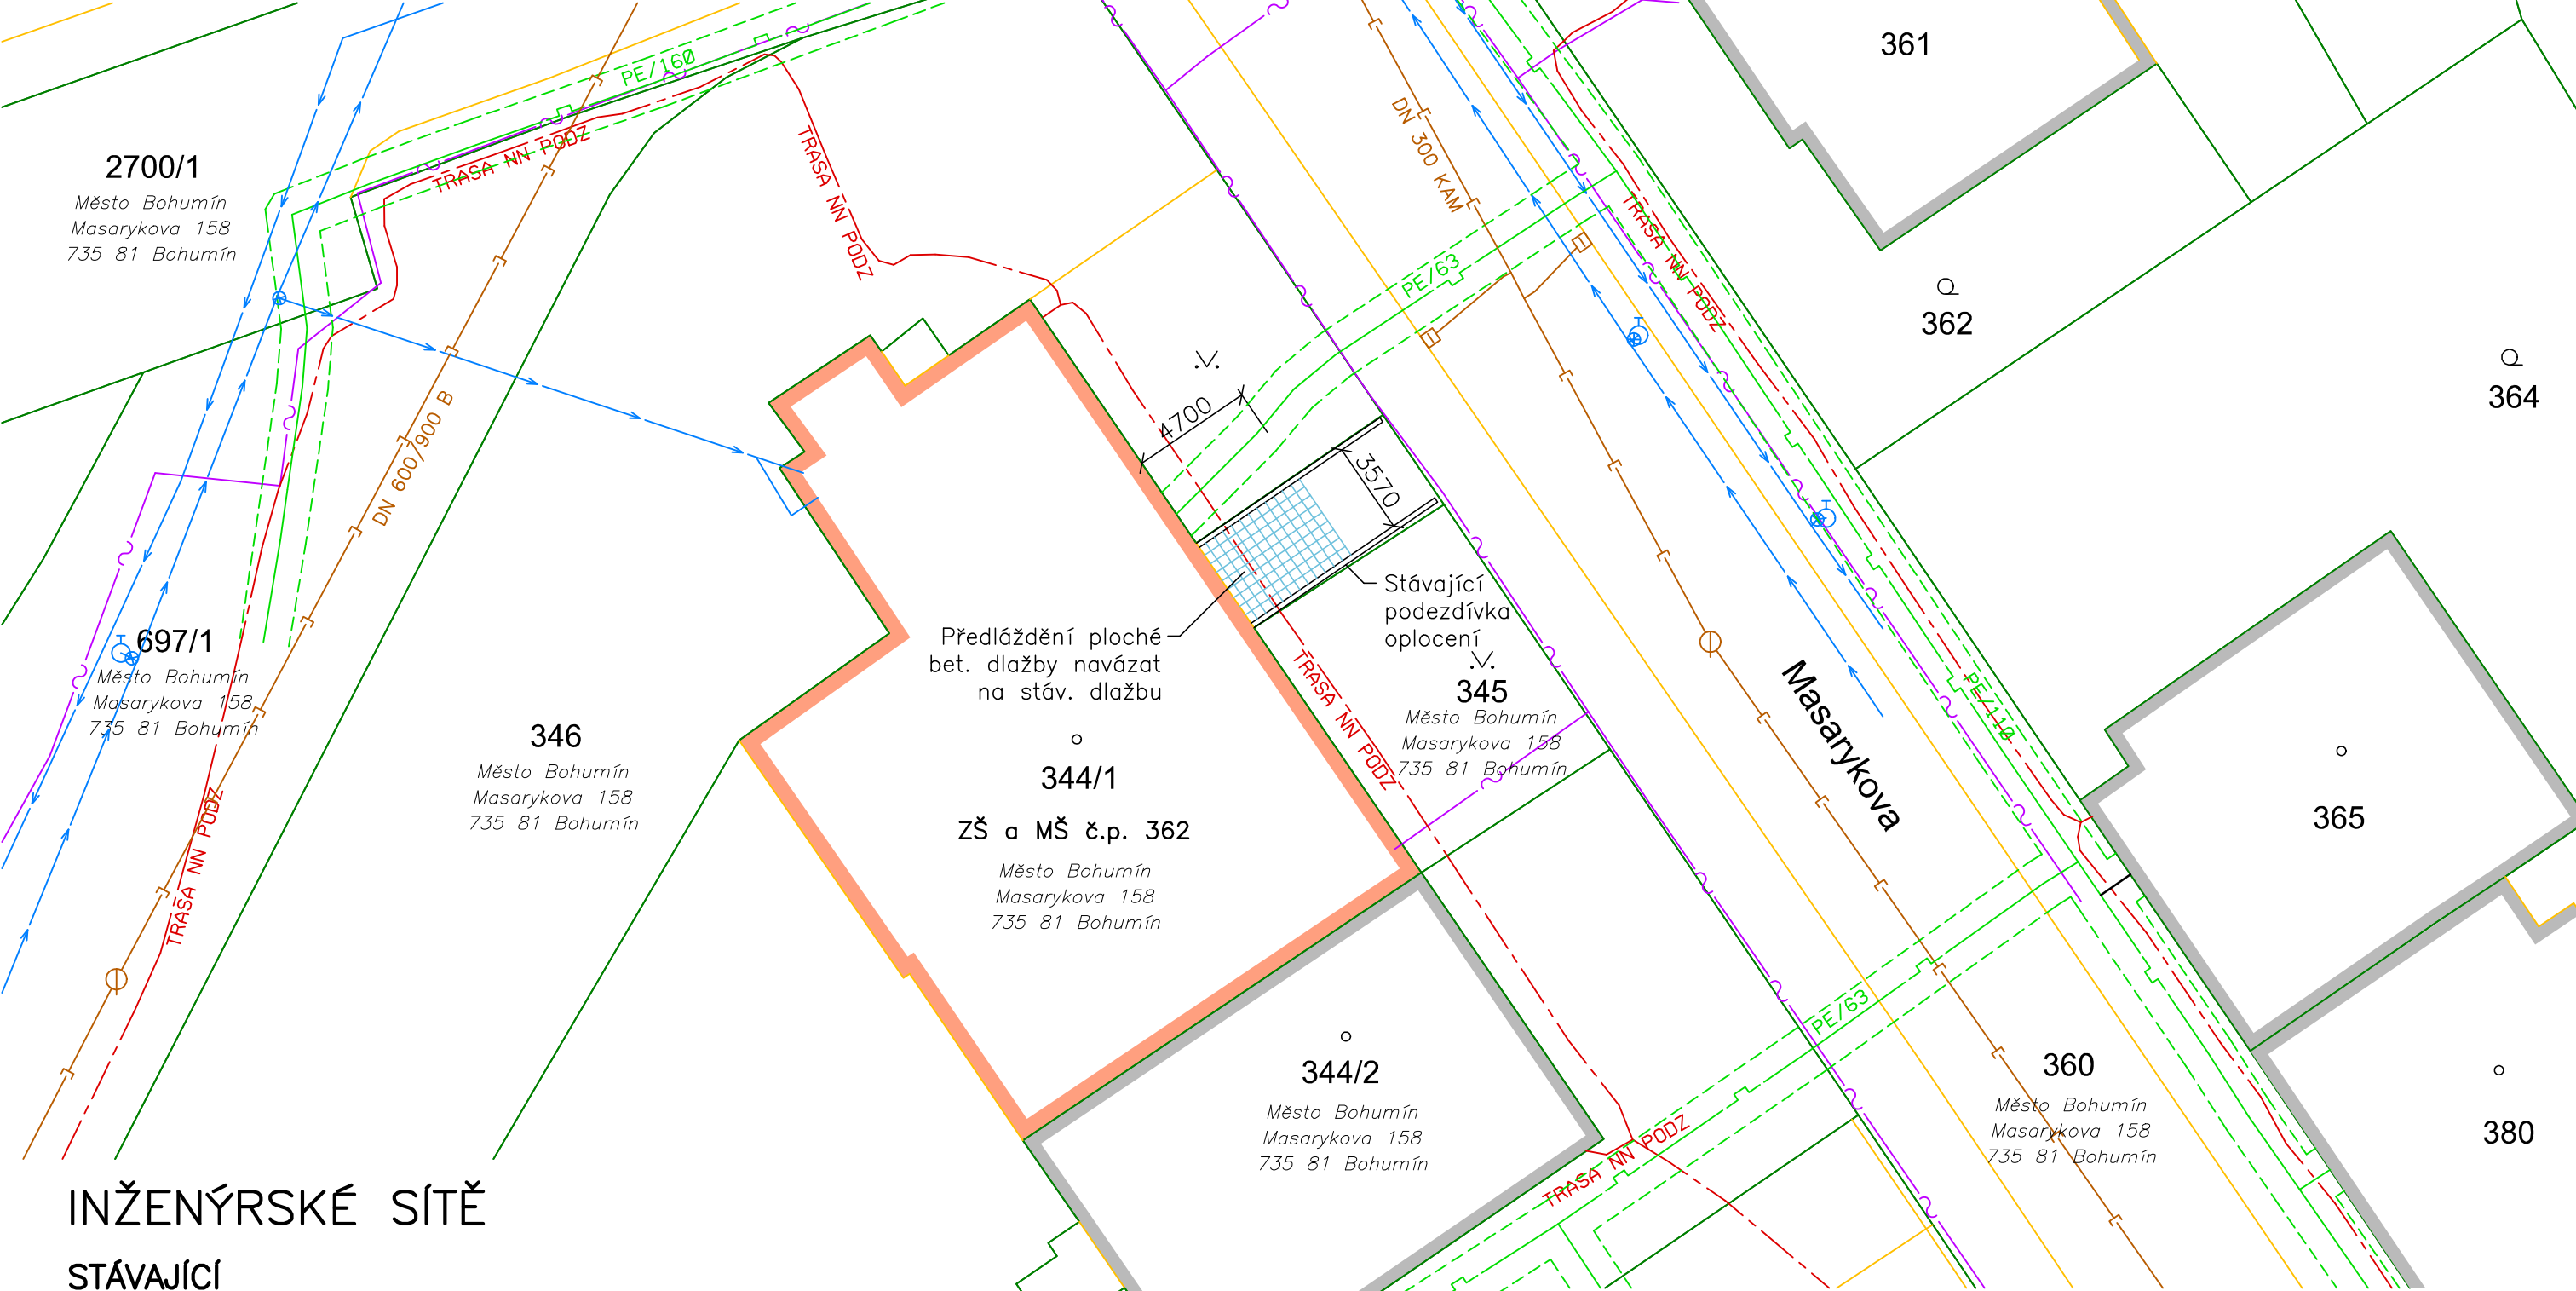 361
PE/160
2700/1
Město Bohumín
Masarykova 158
735 81 Bohumín
TRASA NN PODZ
TRASA NN PODZ
DN 300 KAM
TRASA NN PODZ
PE/63
362
364
4700
3570
DN 600/900 B
Stávající
podezdívka
oplocení
Předláždění ploché
bet. dlažby navázat
na stáv. dlažbu
697/1
Město Bohumín
Masarykova 158
735 81 Bohumín
345
Město Bohumín
Masarykova 158
735 81 Bohumín
TRASA NN PODZ
Masarykova
PE/110
346
Město Bohumín
Masarykova 158
735 81 Bohumín
344/1
ZŠ a MŠ č.p. 362
Město Bohumín
Masarykova 158
735 81 Bohumín
365
TRASA NN PODZ
PE/63
344/2
Město Bohumín
Masarykova 158
735 81 Bohumín
360
Město Bohumín
Masarykova 158
735 81 Bohumín
380
TRASA NN PODZ
INŽENÝRSKÉ SÍTĚ
STÁVAJÍCÍ